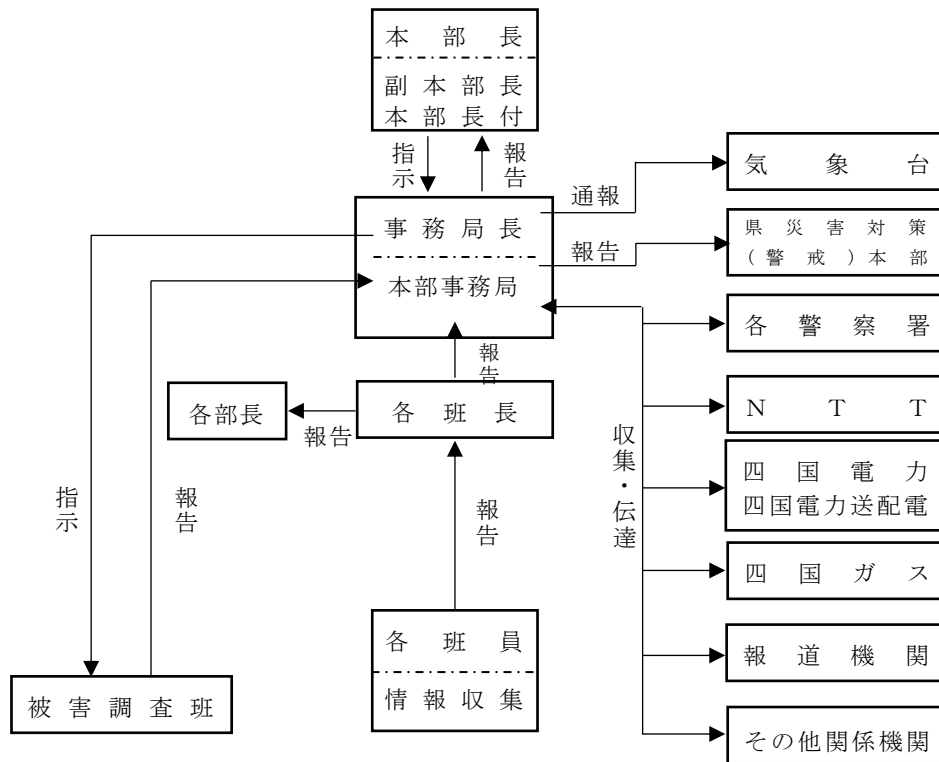 本部長
副本部長
本部長付
指示
報告
事務局長
本部事務局
通報
報告
気象台
県災害対策
(警戒)本部
各警察署
報告
各部長
報告
各班長
NTT
収集・伝達
四国電力
四国電力送配電
指示
報告
報告
四国ガス
各班員
情報収集
報道機関
被害調査班
その他関係機関